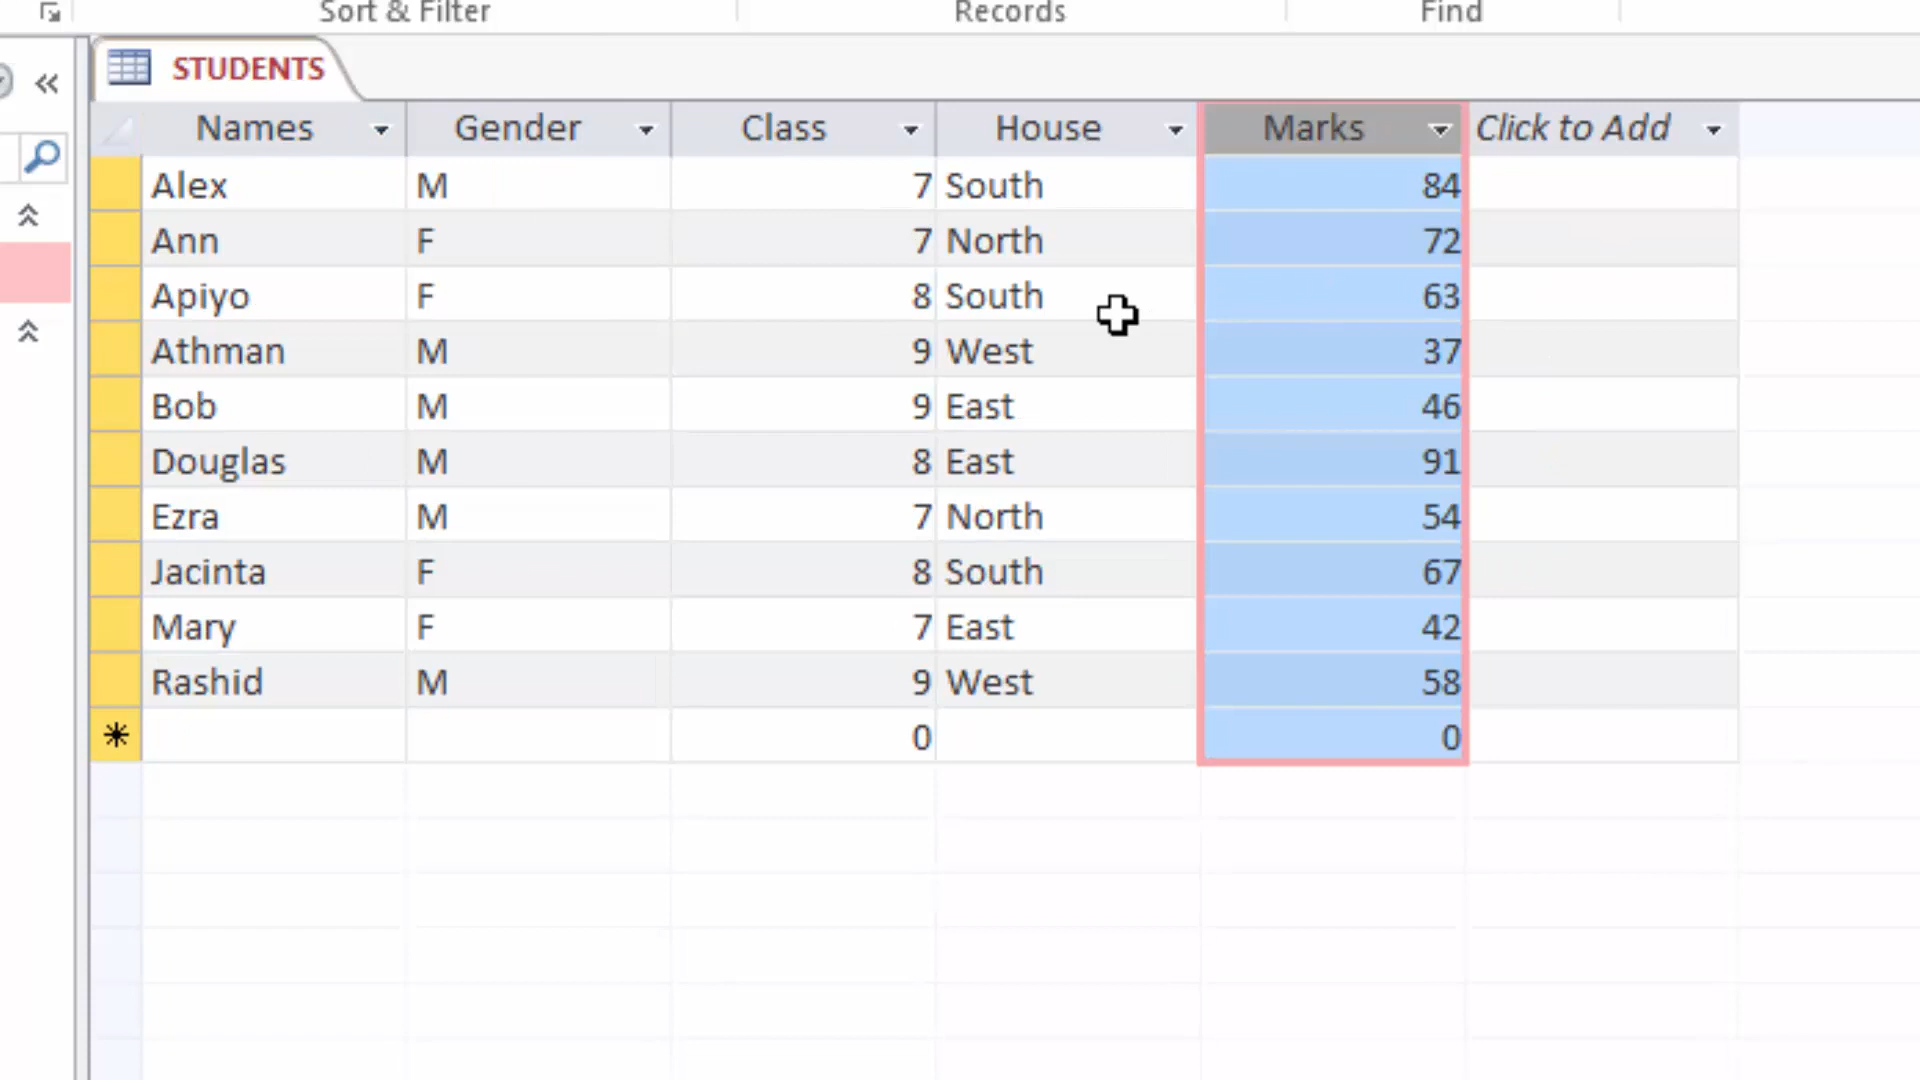 Sort & Filter Records Find
STUDENTS
Names Gender Class House Marks Click to Add
Alex M 7 South 84
Ann F 7 North 72
Apiyo F 8 South 63
Athman M 9 West 37
Bob M 9 East 46
Douglas M 8 East 91
Ezra M 7 North 54
Jacinta F 8 South 67
Mary F 7 East 42
Rashid M 9 West 58
0 0